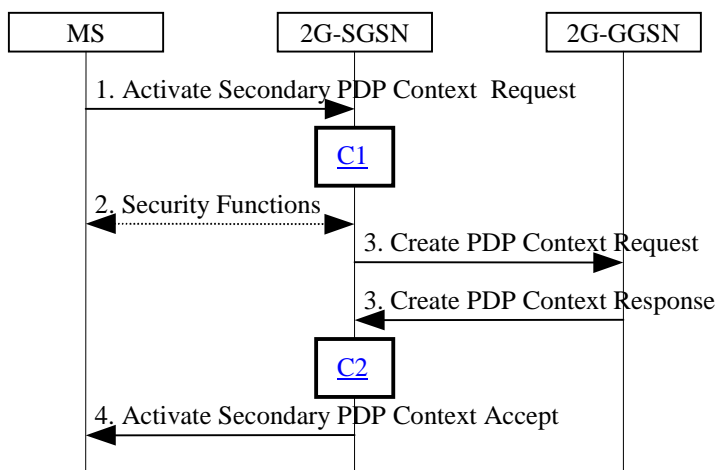 MS 2G-SGSN 2G-GGSN
1. Activate Secondary PDP Context Request
C1
2. Security Functions
3. Create PDP Context Request
3. Create PDP Context Response
C2
4. Activate Secondary PDP Context Accept